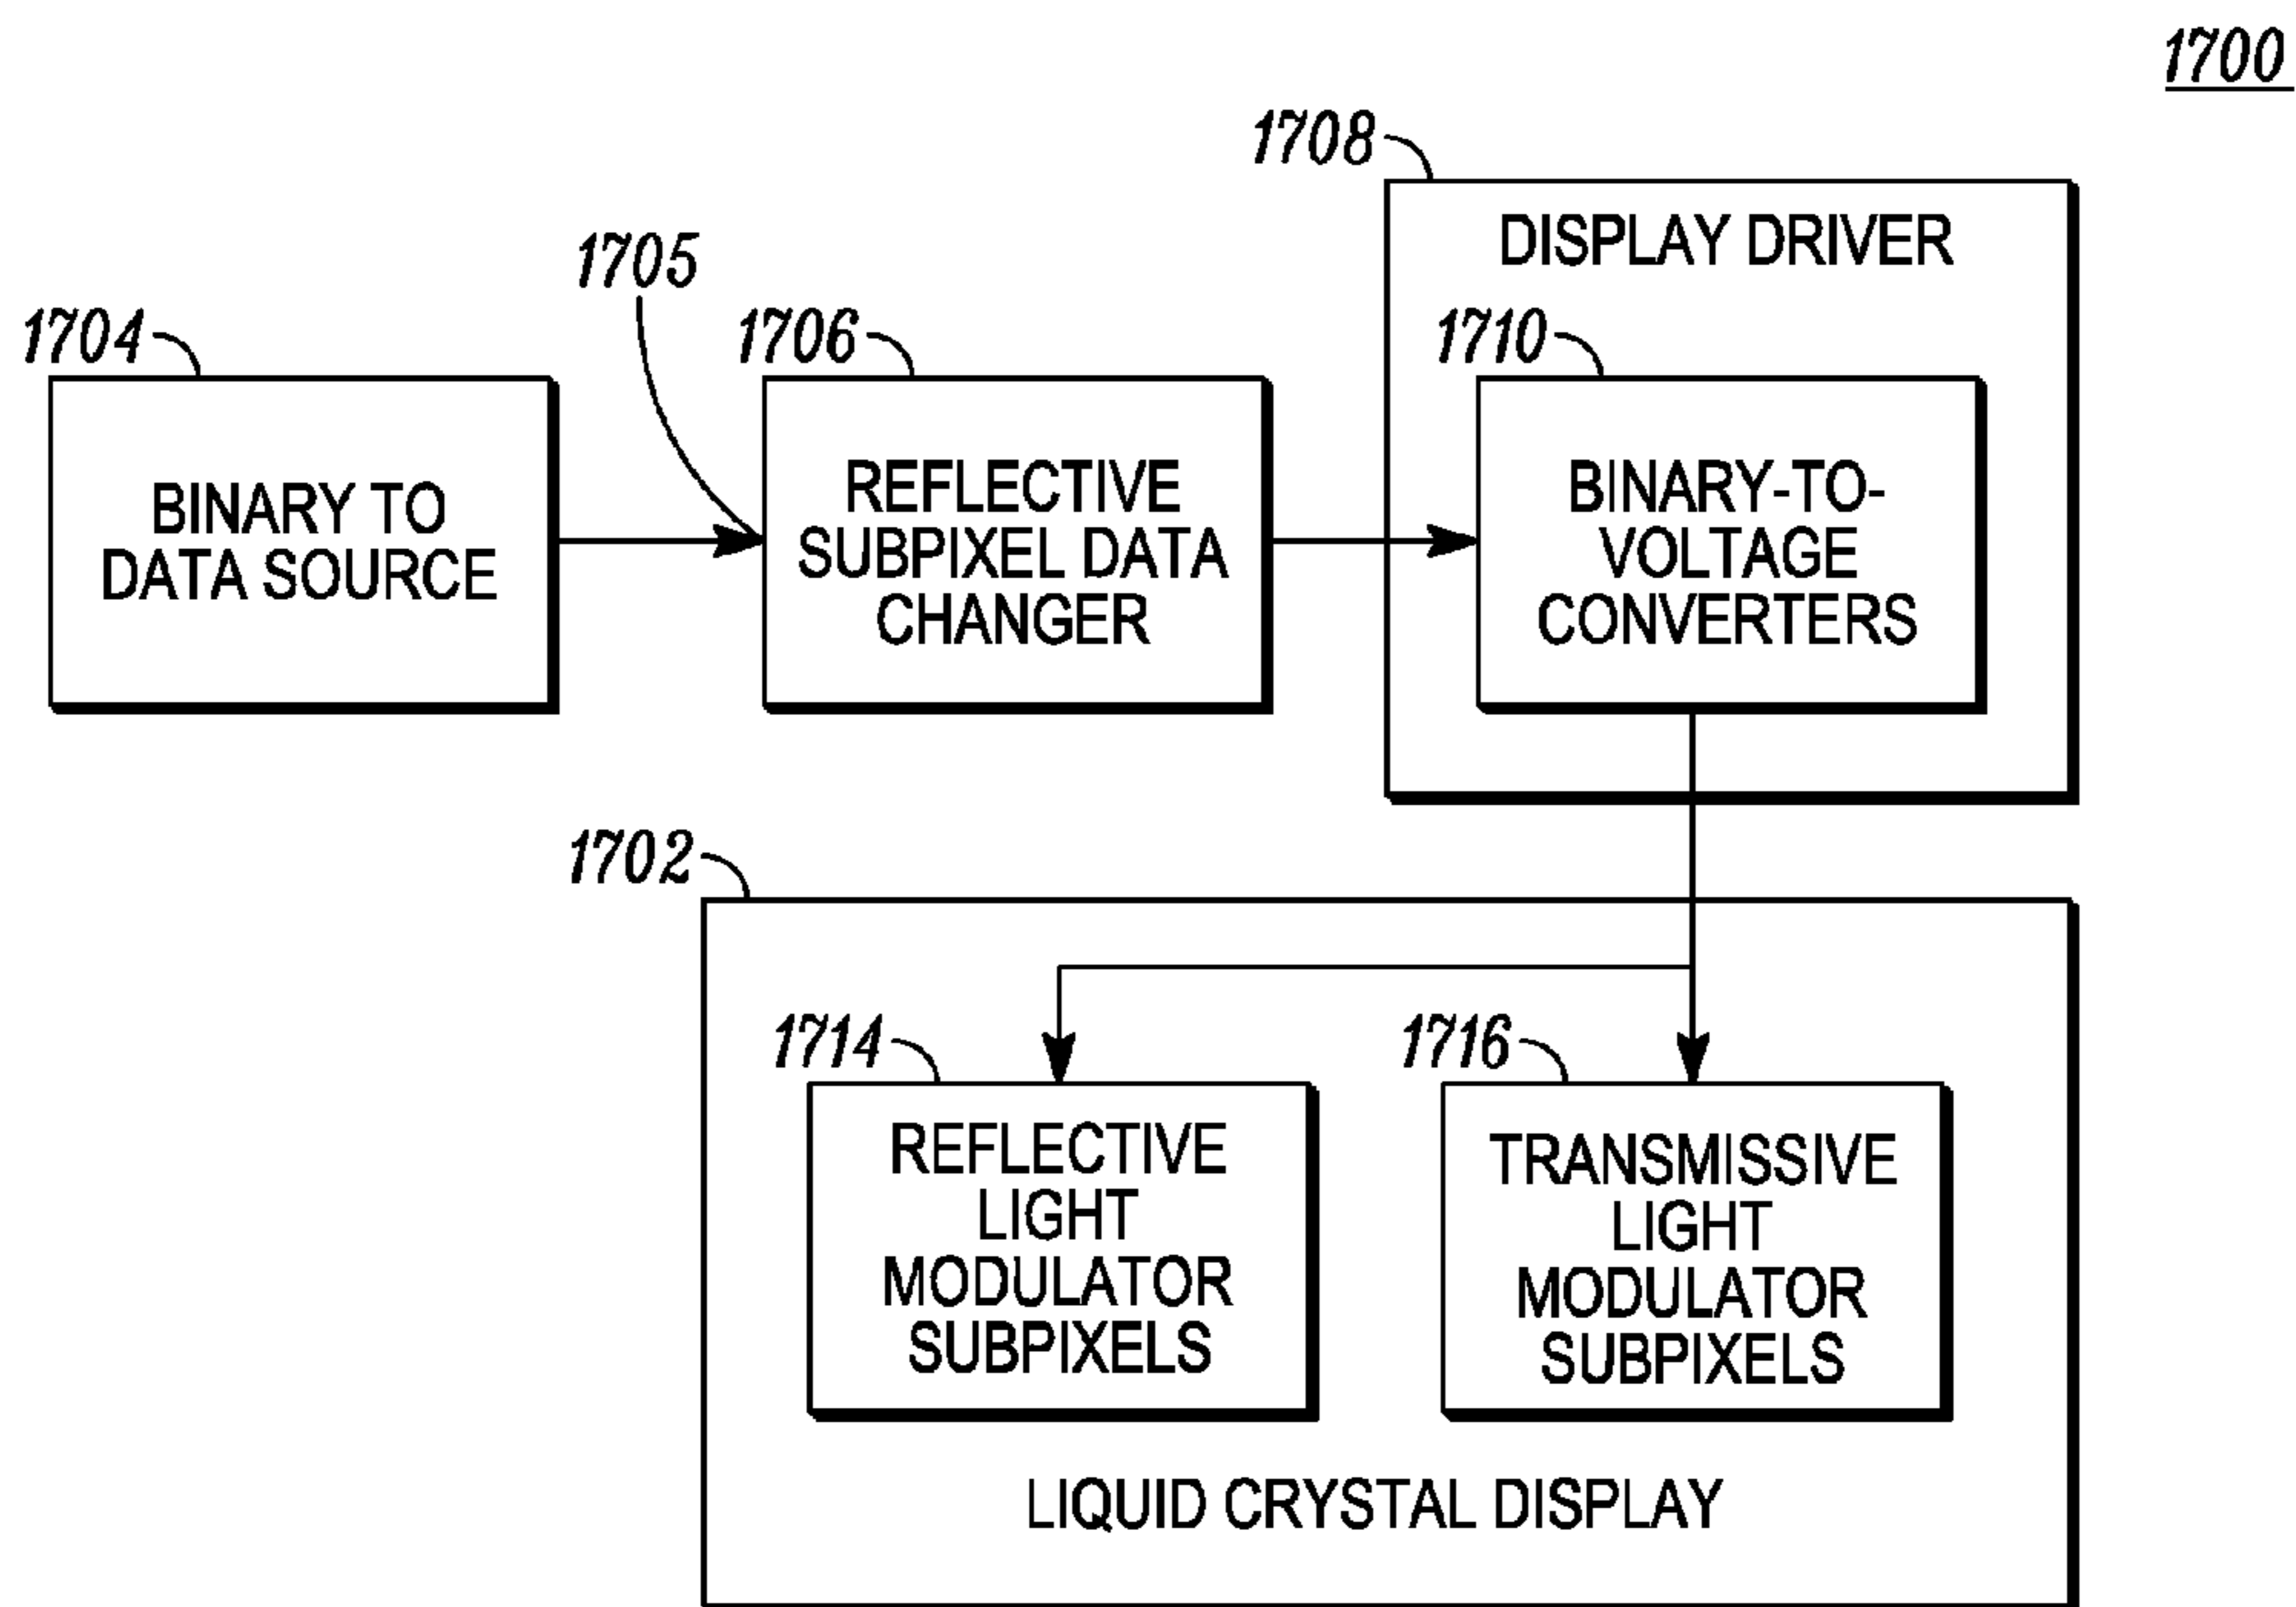 1700
1708
DISPLAY DRIVER
1705
1704
1706
1710
BINARY TO
DATA SOURCE
REFLECTIVE
SUBPIXEL DATA
CHANGER
BINARY-TO-
VOLTAGE
CONVERTERS
1702
1714
1716
REFLECTIVE
LIGHT
MODULATOR
SUBPIXELS
TRANSMISSIVE
LIGHT
MODULATOR
SUBPIXELS
LIQUID CRYSTAL DISPLAY